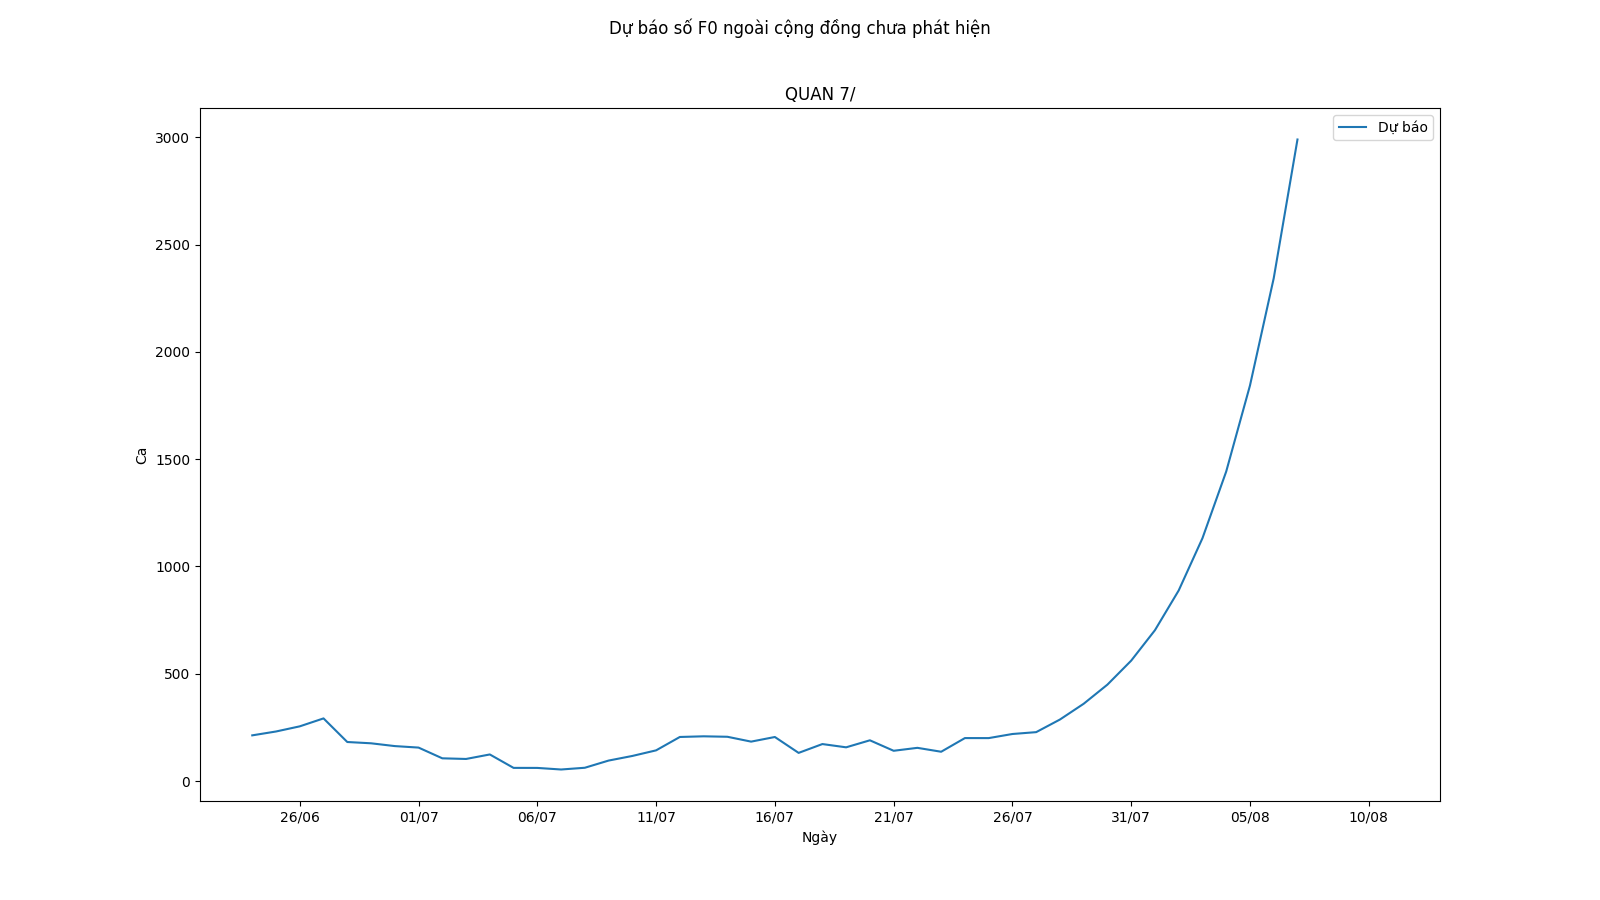 Dự báo số F0 ngoài cộng đồng chưa phát hiện
QUAN 7/
Dự báo
3000
2500
2000
1500
1000
500
0
Ca
26/06 01/07 06/07 11/07 16/07 21/07 26/07 31/07 05/08 10/08
Ngày